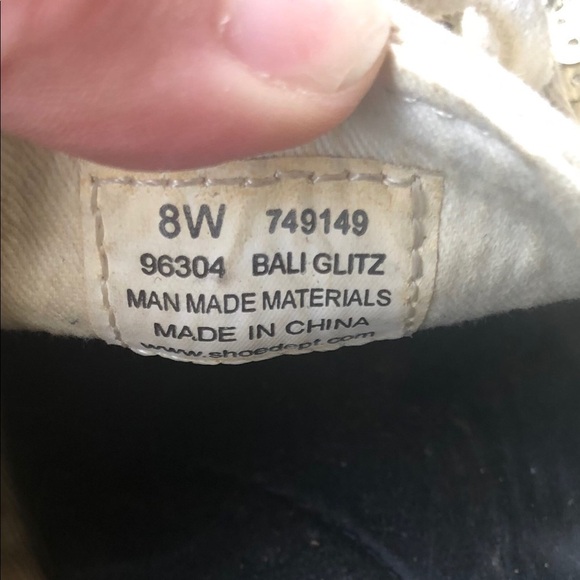 8W 749149
96304 BALI GLITZ
MAN MADE MATERIALS
MADE IN CHINA
www.shoedept.com